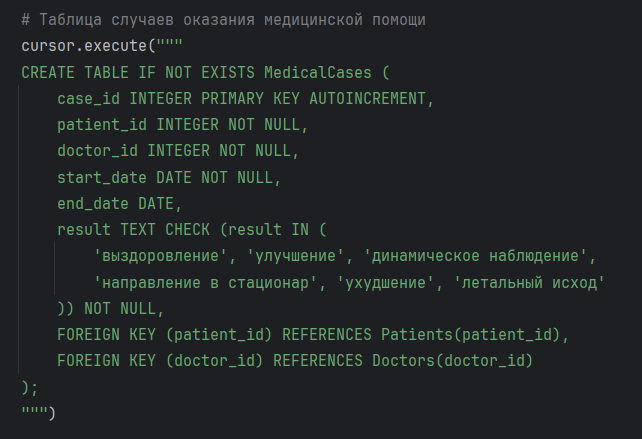 # Таблица случаев оказания медицинской помощи
cursor.execute("""
CREATE TABLE IF NOT EXISTS MedicalCases (
    case_id INTEGER PRIMARY KEY AUTOINCREMENT,
    patient_id INTEGER NOT NULL,
    doctor_id INTEGER NOT NULL,
    start_date DATE NOT NULL,
    end_date DATE,
    result TEXT CHECK (result IN (
        'выздоровление', 'улучшение', 'динамическое наблюдение',
        'направление в стационар', 'ухудшение', 'летальный исход'
    )) NOT NULL,
    FOREIGN KEY (patient_id) REFERENCES Patients(patient_id),
    FOREIGN KEY (doctor_id) REFERENCES Doctors(doctor_id)
);
""")